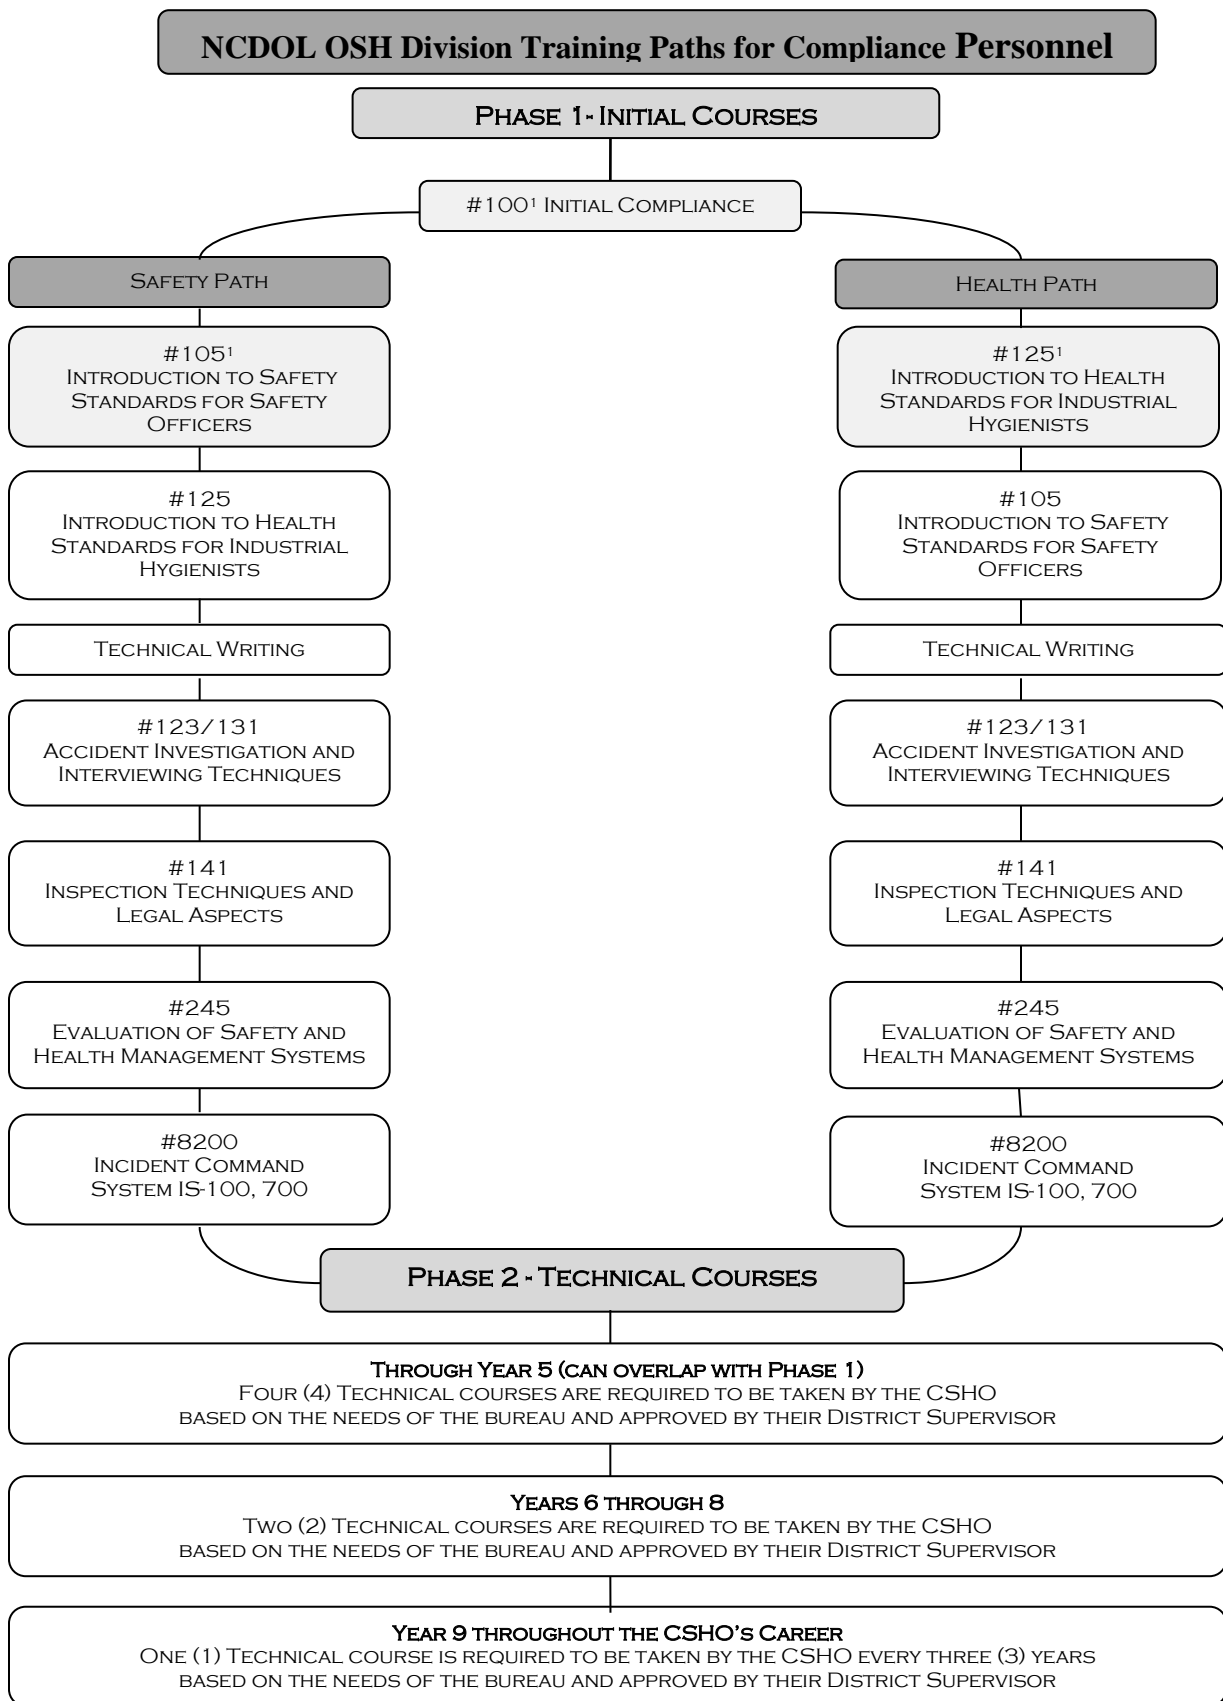 NCDOL OSH Division Training Paths for Compliance Personnel
PHASE 1- INITIAL COURSES
#100¹ INITIAL COMPLIANCE
SAFETY PATH
#105¹
INTRODUCTION TO SAFETY
STANDARDS FOR SAFETY
OFFICERS
#125
INTRODUCTION TO HEALTH
STANDARDS FOR INDUSTRIAL
HYGIENISTS
TECHNICAL WRITING
#123/131
ACCIDENT INVESTIGATION AND
INTERVIEWING TECHNIQUES
#141
INSPECTION TECHNIQUES AND
LEGAL ASPECTS
#245
EVALUATION OF SAFETY AND
HEALTH MANAGEMENT SYSTEMS
#8200
INCIDENT COMMAND
SYSTEM IS-100, 700
HEALTH PATH
#125¹
INTRODUCTION TO HEALTH
STANDARDS FOR INDUSTRIAL
HYGIENISTS
#105
INTRODUCTION TO SAFETY
STANDARDS FOR SAFETY
OFFICERS
TECHNICAL WRITING
#123/131
ACCIDENT INVESTIGATION AND
INTERVIEWING TECHNIQUES
#141
INSPECTION TECHNIQUES AND
LEGAL ASPECTS
#245
EVALUATION OF SAFETY AND
HEALTH MANAGEMENT SYSTEMS
#8200
INCIDENT COMMAND
SYSTEM IS-100, 700
PHASE 2 - TECHNICAL COURSES
THROUGH YEAR 5 (CAN OVERLAP WITH PHASE 1)
FOUR (4) TECHNICAL COURSES ARE REQUIRED TO BE TAKEN BY THE CSHO
BASED ON THE NEEDS OF THE BUREAU AND APPROVED BY THEIR DISTRICT SUPERVISOR
YEARS 6 THROUGH 8
TWO (2) TECHNICAL COURSES ARE REQUIRED TO BE TAKEN BY THE CSHO
BASED ON THE NEEDS OF THE BUREAU AND APPROVED BY THEIR DISTRICT SUPERVISOR
YEAR 9 THROUGHOUT THE CSHO'S CAREER
ONE (1) TECHNICAL COURSE IS REQUIRED TO BE TAKEN BY THE CSHO EVERY THREE (3) YEARS
BASED ON THE NEEDS OF THE BUREAU AND APPROVED BY THEIR DISTRICT SUPERVISOR